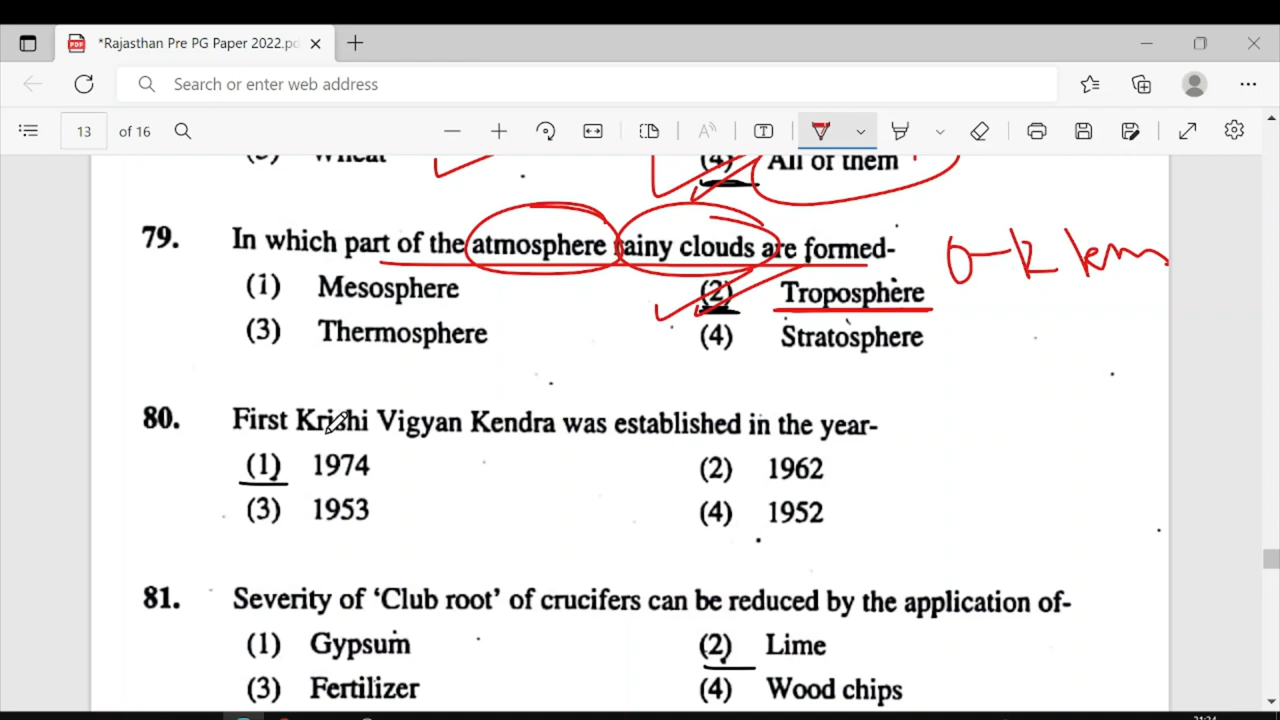 *Rajasthan Pre PG Paper 2022.pd
Search or enter web address
13 of 16
(3) Wheat (4) All of them
79. In which part of the atmosphere rainy clouds are formed- 0-12 km
(1) Mesosphere (2) Troposphere
(3) Thermosphere (4) Stratosphere
80. First Krishi Vigyan Kendra was established in the year-
(1) 1974 (2) 1962
(3) 1953 (4) 1952
81. Severity of 'Club root' of crucifers can be reduced by the application of-
(1) Gypsum (2) Lime
(3) Fertilizer (4) Wood chips